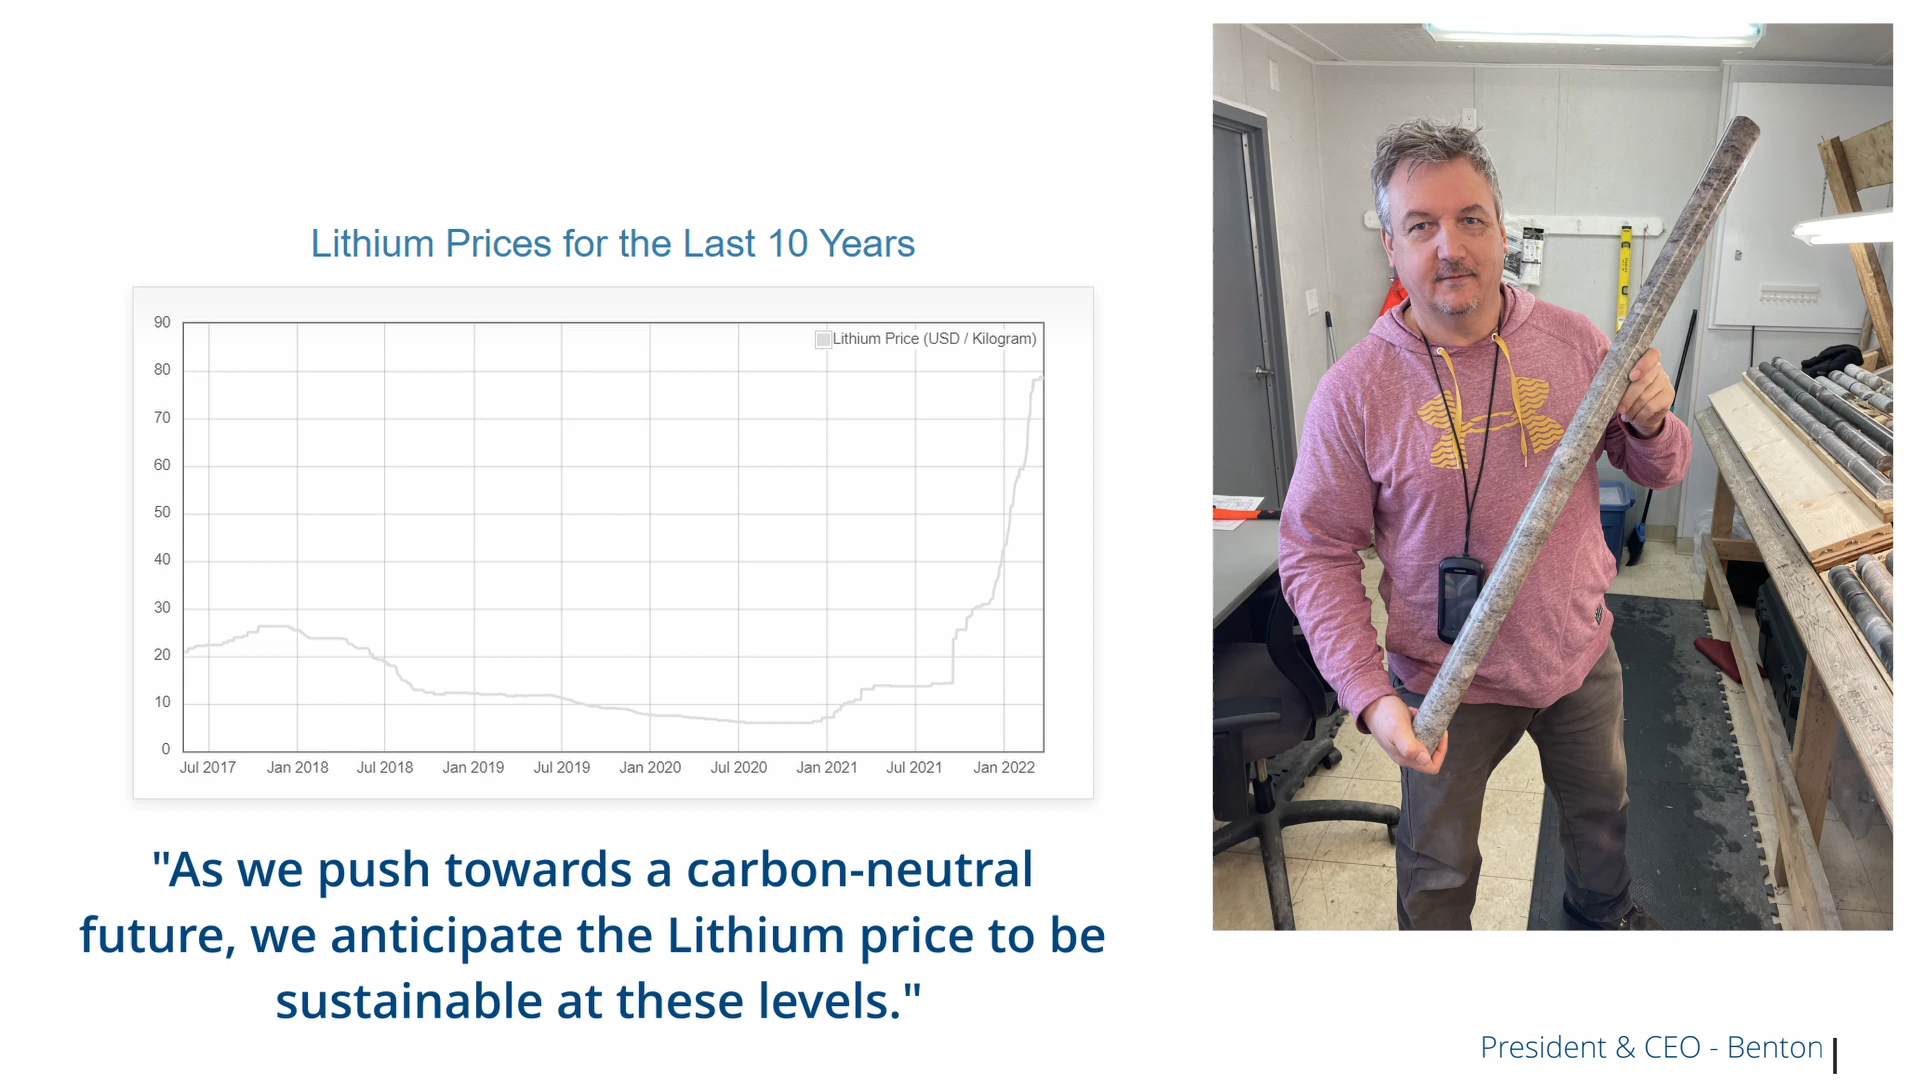 Lithium Prices for the Last 10 Years
90
Lithium Price (USD / Kilogram)
80
70
60
50
40
30
20
10
0
Jul 2017 Jan 2018 Jul 2018 Jan 2019 Jul 2019 Jan 2020 Jul 2020 Jan 2021 Jul 2021 Jan 2022
"As we push towards a carbon-neutral
future, we anticipate the Lithium price to be
sustainable at these levels."
President & CEO - Benton